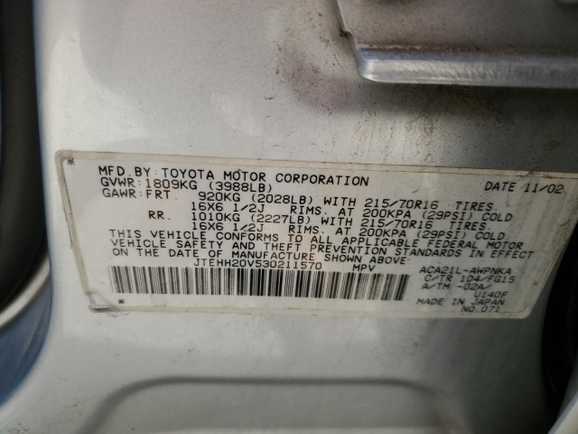 MFD. BY: TOYOTA MOTOR CORPORATION DATE 11/02
GVWR: 1809KG (3988LB)
GAWR: FRT. 920KG (2028LB) WITH 215/70R16 TIRES
16X6 1/2J RIMS. AT 200KPA (29PSI) COLD
RR. 1010KG (2227LB) WITH 215/70R16 TIRES
16X6 1/2J RIMS. AT 200KPA (29PSI) COLD
THIS VEHICLE CONFORMS TO ALL APPLICABLE FEDERAL MOTOR
VEHICLE SAFETY AND THEFT PREVENTION STANDARDS IN EFFECT
ON THE DATE OF MANUFACTURE SHOWN ABOVE.
JTEHH20V530211570 MPV
ACA21L-AWPNKA
C/TR 1D4/FG15
A/TM -02A/
U140F
MADE IN JAPAN
NO.071